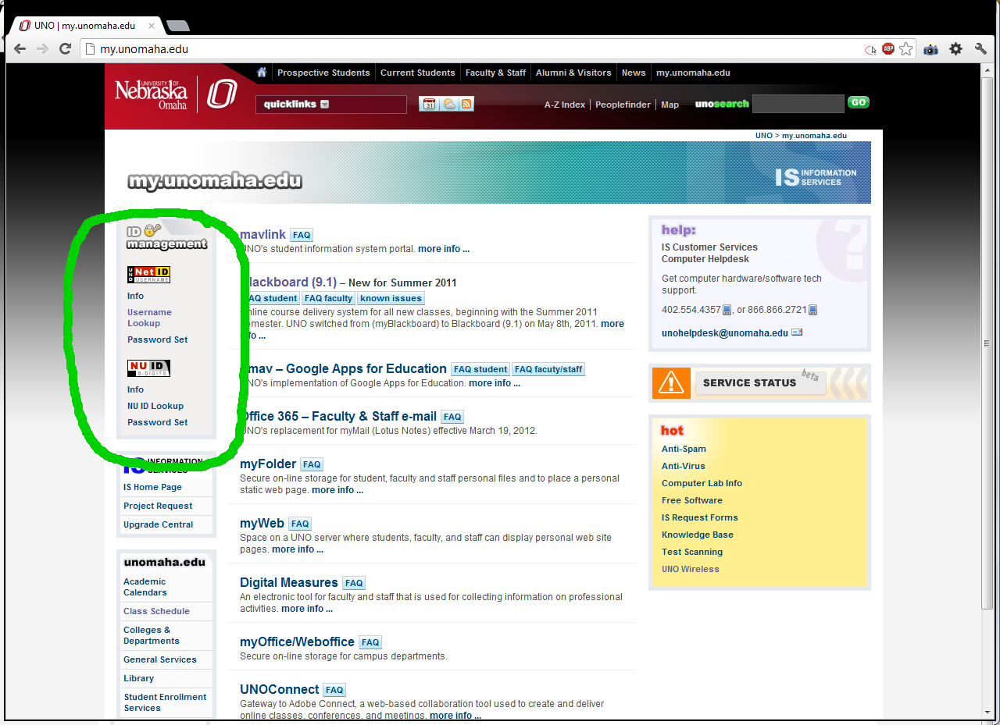 UNO | my.unomaha.edu
my.unomaha.edu
ABP
UNIVERSITY OF
Nebraska
Omaha
O
Prospective Students
Current Students
Faculty & Staff
Alumni & Visitors
News
my.unomaha.edu
quicklinks
31
A-Z Index
Peoplefinder
Map
unosearch
GO
UNO > my.unomaha.edu
my.unomaha.edu
IS INFORMATION
SERVICES
ID
management
UNO NetID
USERNAME
Info
Username
Lookup
Password Set
NU ID
8-DIGITS
Info
NU ID Lookup
Password Set
IS INFORMATION
SERVICES
IS Home Page
Project Request
Upgrade Central
unomaha.edu
Academic
Calendars
Class Schedule
Colleges &
Departments
General Services
Library
Student Enrollment
Services
mavlink FAQ
UNO's student information system portal. more info ...
lackboard (9.1) – New for Summer 2011
AQ student FAQ faculty known issues
nline course delivery system for all new classes, beginning with the Summer 2011
emester. UNO switched from (myBlackboard) to Blackboard (9.1) on May 8th, 2011. more
fo ...
mav – Google Apps for Education FAQ student FAQ facuty/staff
UNO's implementation of Google Apps for Education. more info ...
Office 365 – Faculty & Staff e-mail FAQ
UNO's replacement for myMail (Lotus Notes) effective March 19, 2012.
myFolder FAQ
Secure on-line storage for student, faculty and staff personal files and to place a personal
static web page. more info ...
myWeb FAQ
Space on a UNO server where students, faculty, and staff can display personal web site
pages. more info ...
Digital Measures FAQ
An electronic tool for faculty and staff that is used for collecting information on professional
activities. more info ...
myOffice/Weboffice FAQ
Secure on-line storage for campus departments.
UNOConnect FAQ
Gateway to Adobe Connect, a web-based collaboration tool used to create and deliver
online classes, conferences, and meetings. more info ...
help:
IS Customer Services
Computer Helpdesk
Get computer hardware/software tech
support.
402.554.4357, or 866.866.2721
unohelpdesk@unomaha.edu
SERVICE STATUS beta
hot
Anti-Spam
Anti-Virus
Computer Lab Info
Free Software
IS Request Forms
Knowledge Base
Test Scanning
UNO Wireless